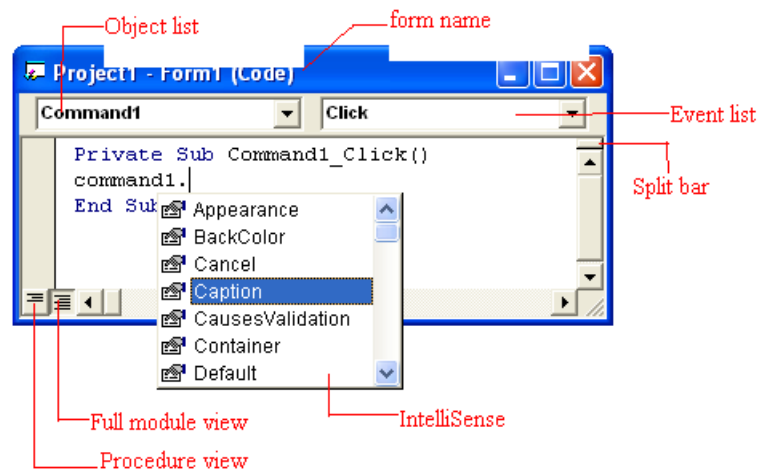 Object list
form name
Project1 - Form1 (Code)
Command1
Click
Event list
Private Sub Command1_Click()
command1.
End Sub
Split bar
Appearance
BackColor
Cancel
Caption
CausesValidation
Container
Default
Full module view
IntelliSense
Procedure view